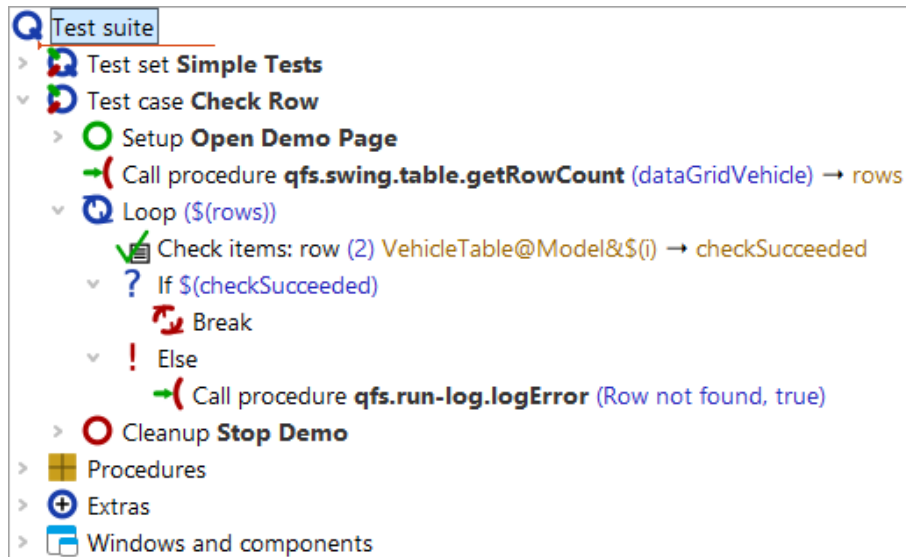 Test suite
Test set Simple Tests
Test case Check Row
Setup Open Demo Page
Call procedure qfs.swing.table.getRowCount (dataGridVehicle) → rows
Loop ($(rows))
Check items: row (2) VehicleTable@Model&$(i) → checkSucceeded
If $(checkSucceeded)
Break
Else
Call procedure qfs.run-log.logError (Row not found, true)
Cleanup Stop Demo
Procedures
Extras
Windows and components